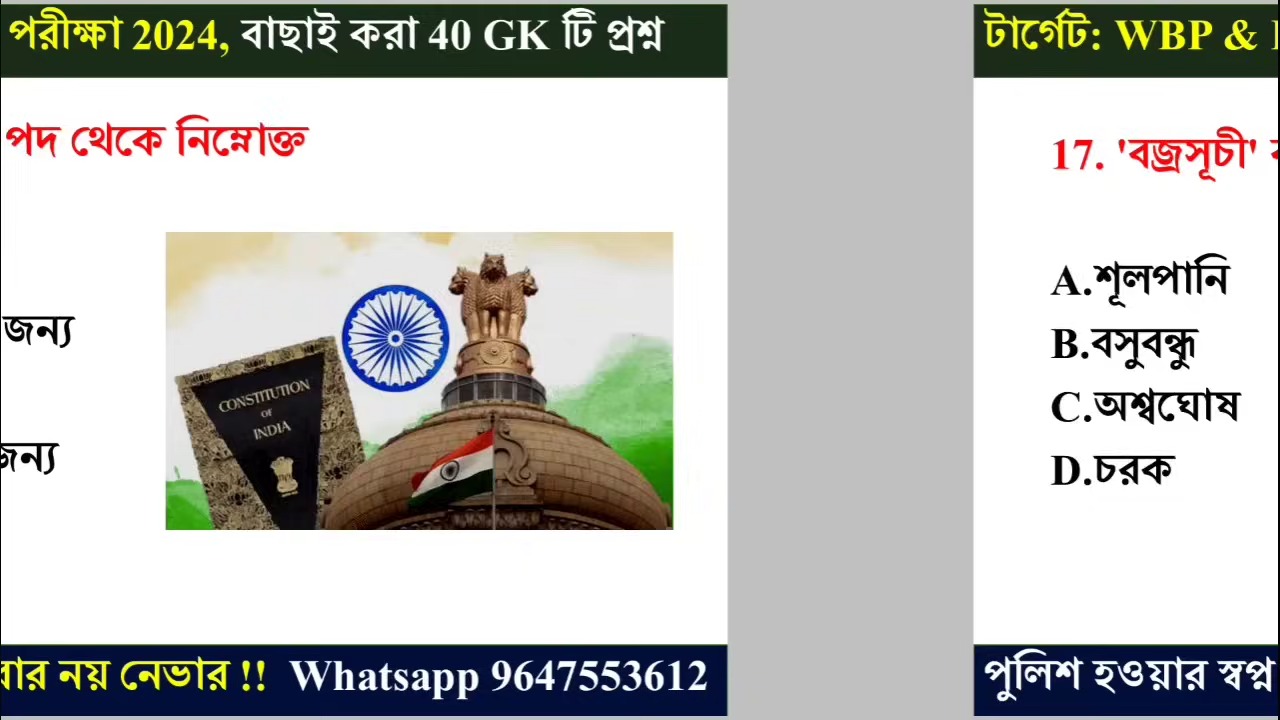 পরীক্ষা 2024, বাছাই করা 40 GK টি প্রশ্ন
পদ থেকে নিম্নোক্ত
জন্য
জন্য
CONSTITUTION
OF
INDIA
বার নয় নেভার !! Whatsapp 9647553612
টার্গেট: WBP &
17. 'বজ্রসূচী'
A.শূলপানি
B.বসুবন্ধু
C.অশ্বঘোষ
D.চরক
পুলিশ হওয়ার স্বপ্ন